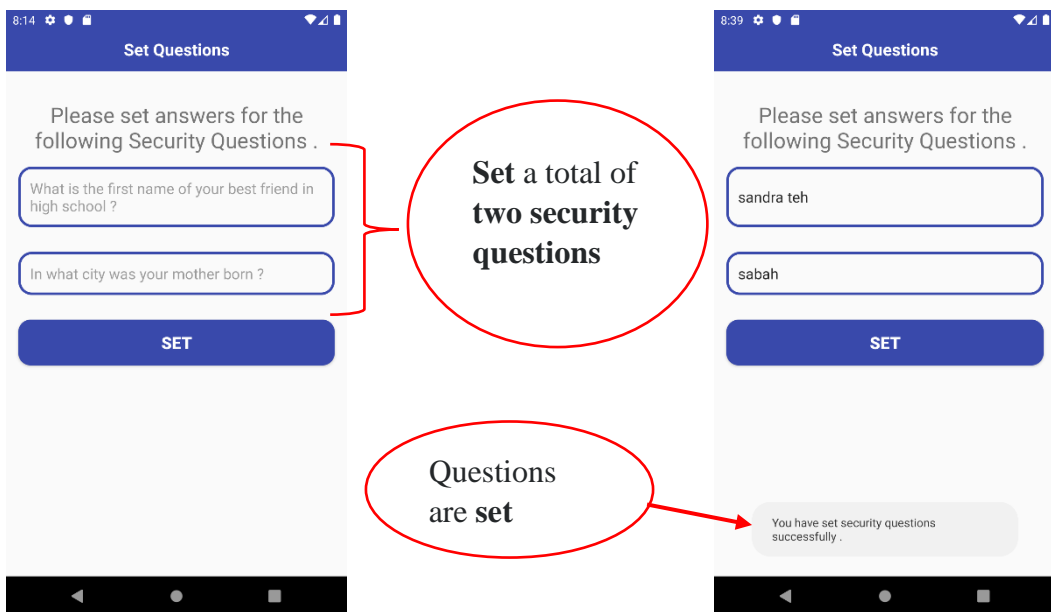 8:14
Set Questions
Please set answers for the
following Security Questions .
What is the first name of your best friend in
high school ?
In what city was your mother born ?
SET
Set a total of
two security
questions
Questions
are set
8:39
Set Questions
Please set answers for the
following Security Questions .
sandra teh
sabah
SET
You have set security questions
successfully .